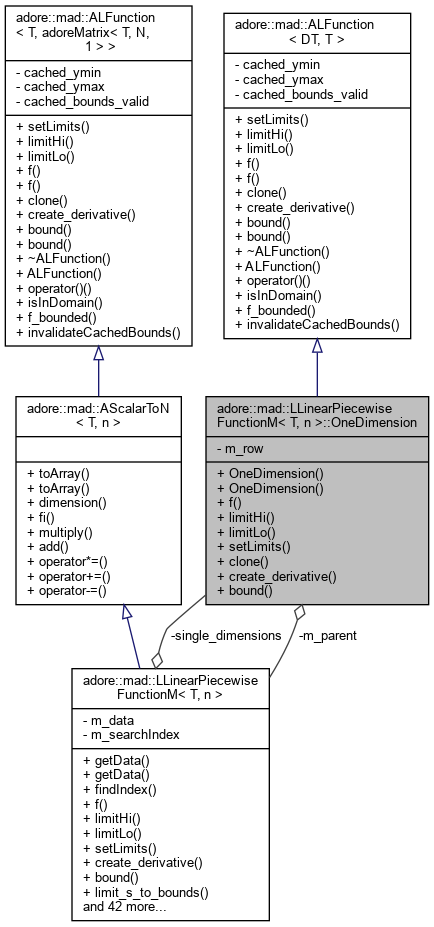 adore::mad::ALFunction
< T, adoreMatrix< T, N,
1 > >
- cached_ymin
- cached_ymax
- cached_bounds_valid
+ setLimits()
+ limitHi()
+ limitLo()
+ f()
+ f()
+ clone()
+ create_derivative()
+ bound()
+ bound()
+ ~ALFunction()
+ ALFunction()
+ operator()()
+ isInDomain()
+ f_bounded()
+ invalidateCachedBounds()
adore::mad::ALFunction
< DT, T >
- cached_ymin
- cached_ymax
- cached_bounds_valid
+ setLimits()
+ limitHi()
+ limitLo()
+ f()
+ f()
+ clone()
+ create_derivative()
+ bound()
+ bound()
+ ~ALFunction()
+ ALFunction()
+ operator()()
+ isInDomain()
+ f_bounded()
+ invalidateCachedBounds()
adore::mad::AScalarToN
< T, n >
+ toArray()
+ toArray()
+ dimension()
+ fi()
+ multiply()
+ add()
+ operator*=()
+ operator+=()
+ operator-=()
adore::mad::LLinearPiecewise
FunctionM< T, n >::OneDimension
- m_row
+ OneDimension()
+ OneDimension()
+ f()
+ limitHi()
+ limitLo()
+ setLimits()
+ clone()
+ create_derivative()
+ bound()
-single_dimensions
-m_parent
adore::mad::LLinearPiecewise
FunctionM< T, n >
- m_data
- m_searchIndex
+ getData()
+ getData()
+ findIndex()
+ f()
+ limitHi()
+ limitLo()
+ setLimits()
+ create_derivative()
+ bound()
+ limit_s_to_bounds()
and 42 more...